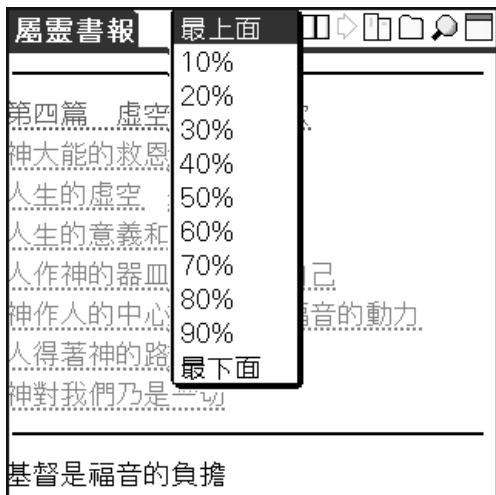 屬靈書報
最上面
10%
20%
30%
40%
50%
60%
70%
80%
90%
最下面
第四篇 虛空
神大能的救恩
人生的虛空
人生的意義和
人作神的器皿 己
神作人的中心 福音的動力
人得著神的路
神對我們乃是一切
基督是福音的負擔